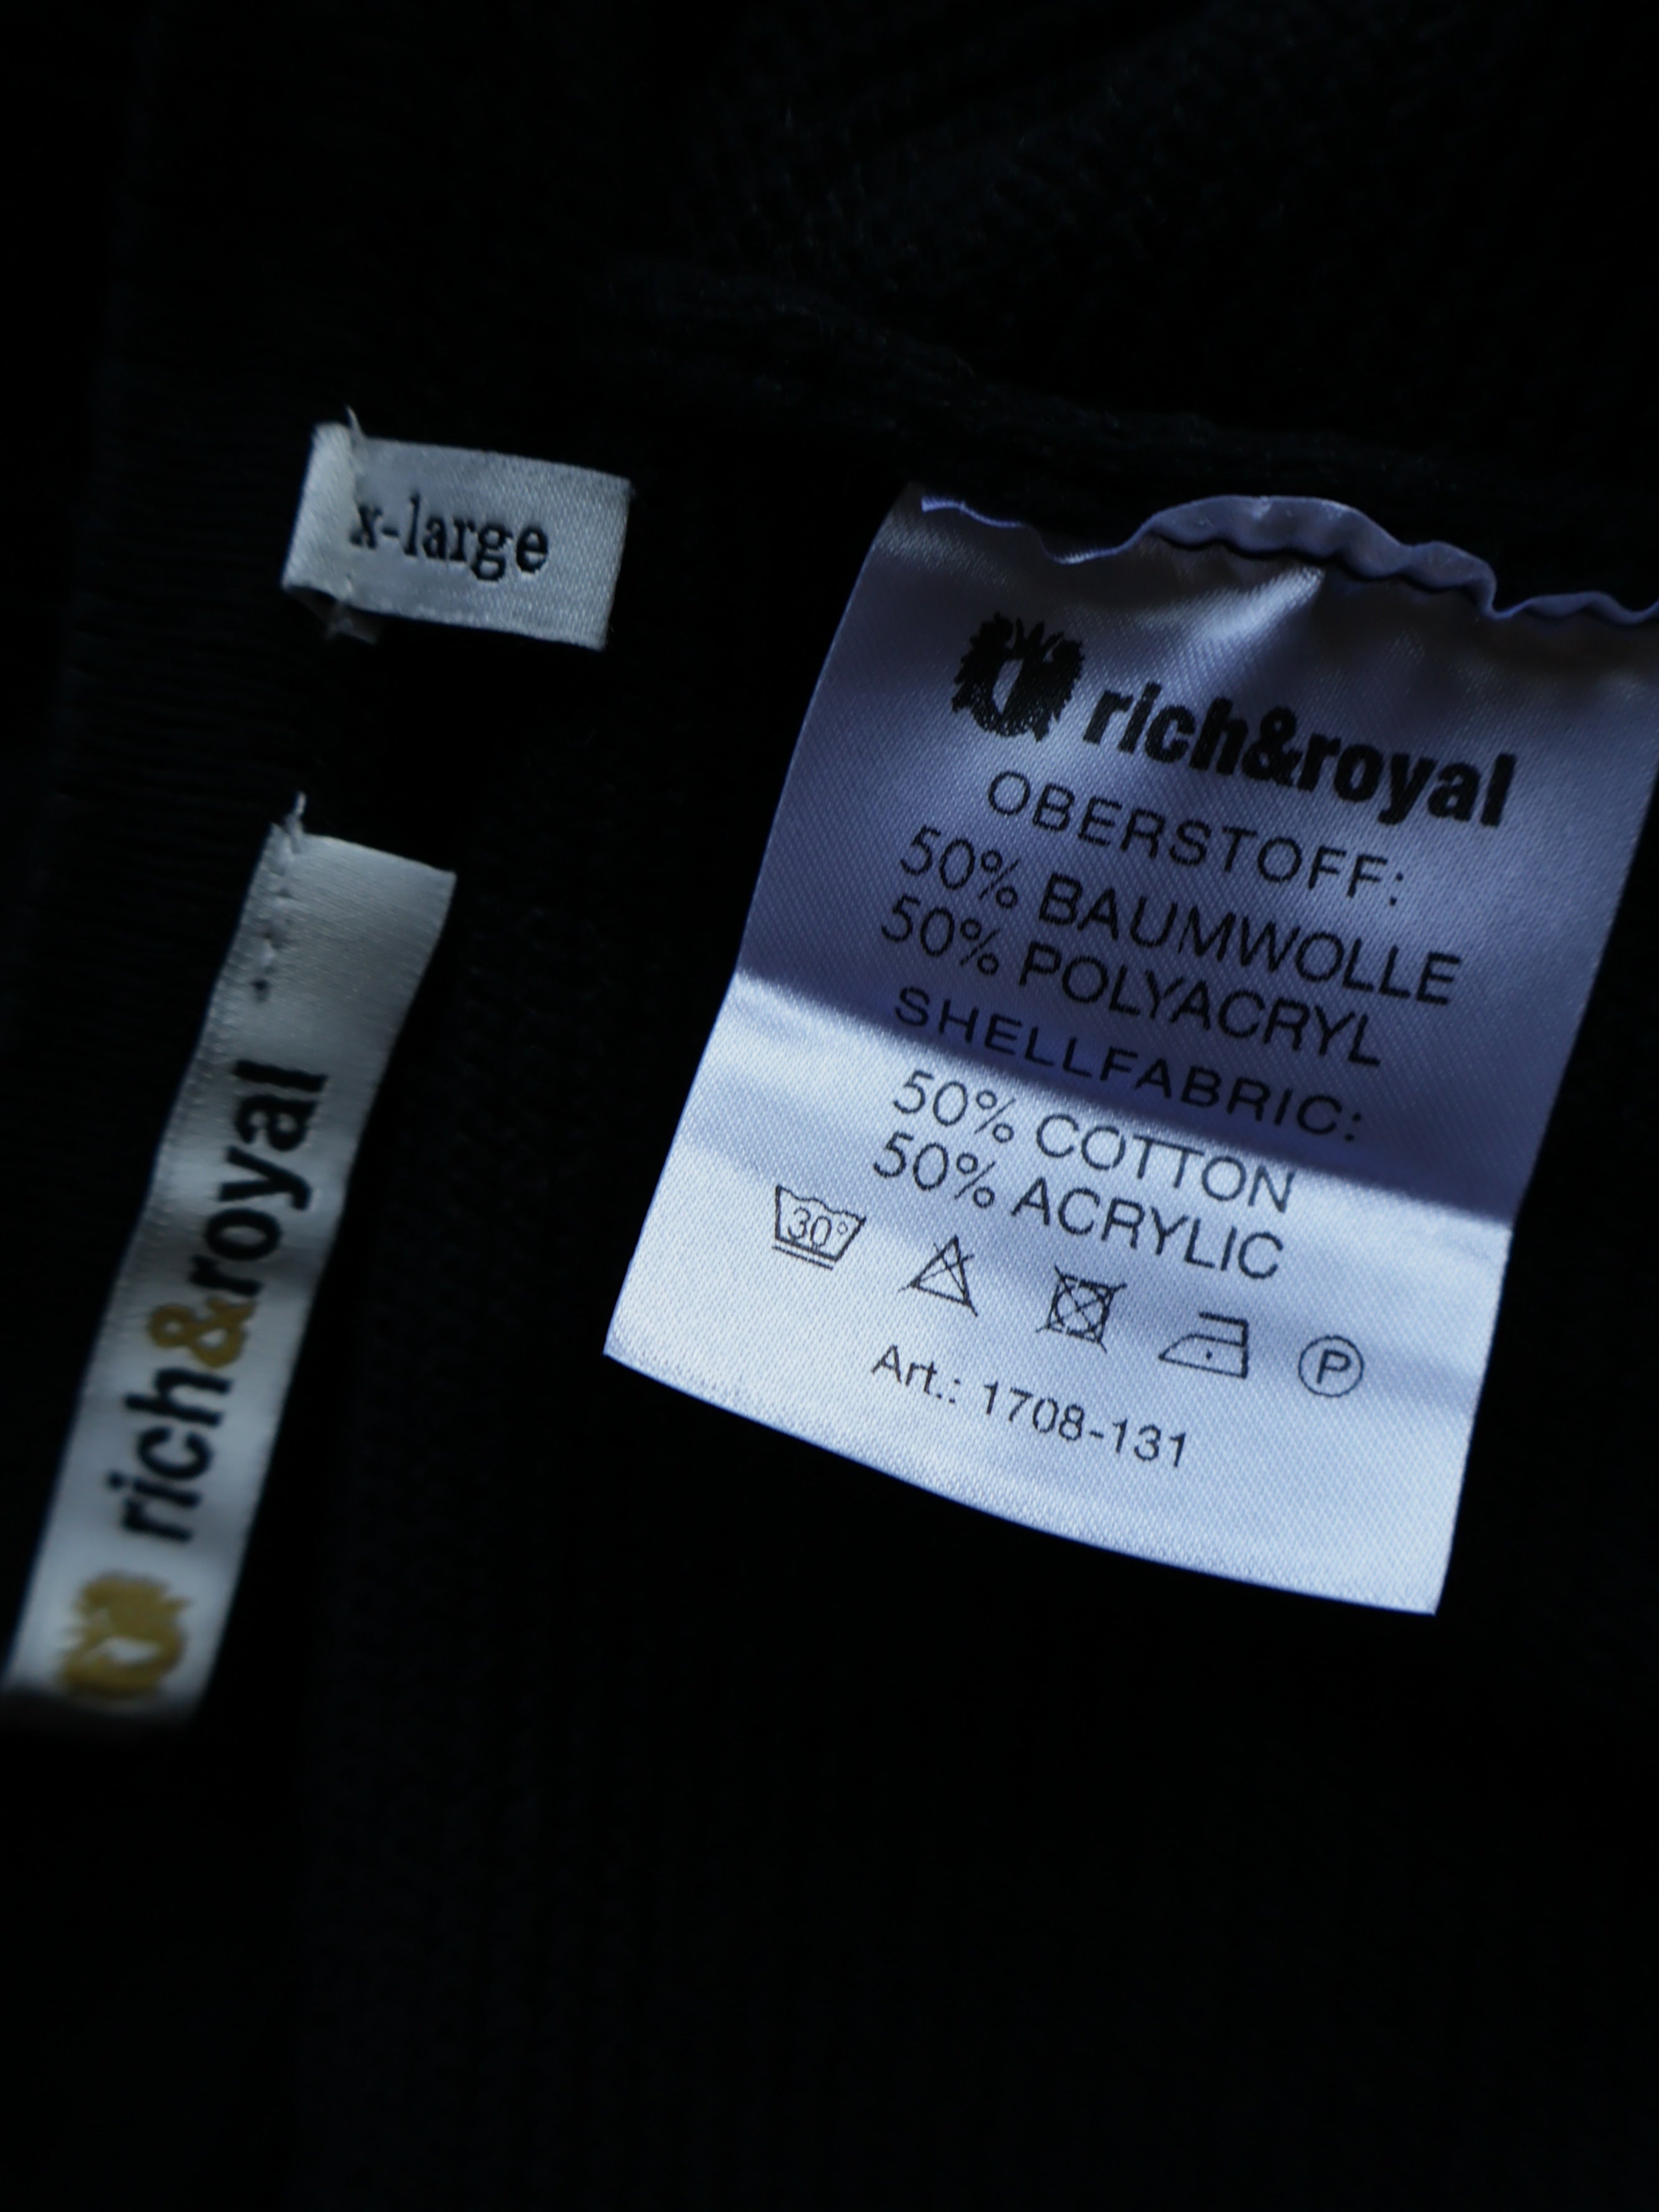 x-large
rich&royal
rich&royal
OBERSTOFF:
50% BAUMWOLLE
50% POLYACRYL
SHELLFABRIC:
50% COTTON
50% ACRYLIC
30°
P
Art.: 1708-131